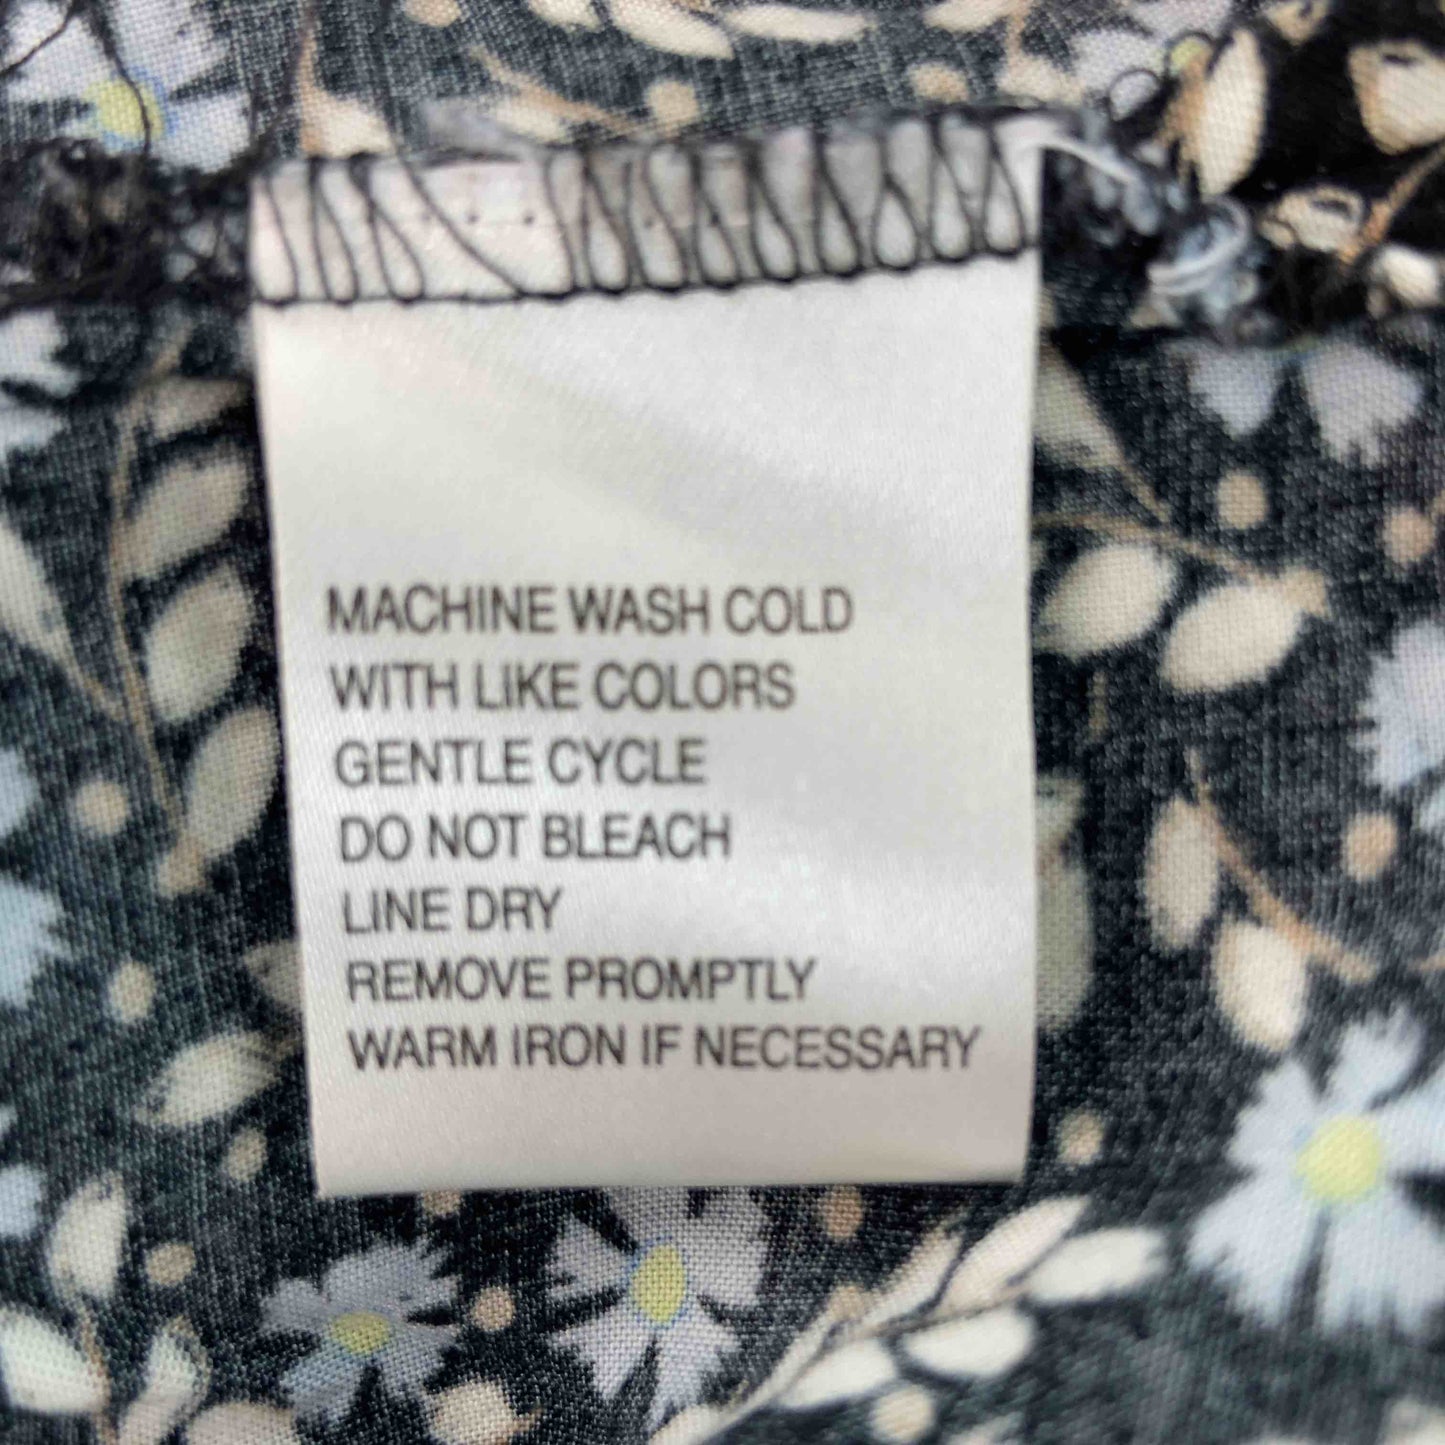 MACHINE WASH COLD
WITH LIKE COLORS
GENTLE CYCLE
DO NOT BLEACH
LINE DRY
REMOVE PROMPTLY
WARM IRON IF NECESSARY